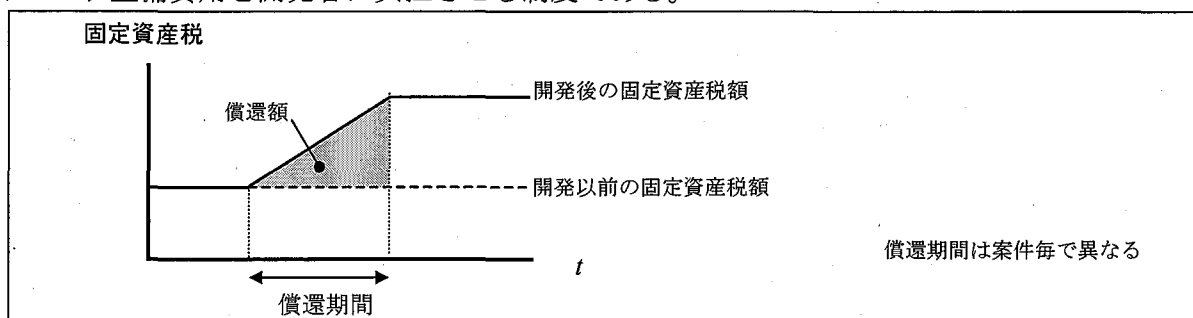 固定資産税
開発後の固定資産税額
償還額
開発以前の固定資産税額
t
償還期間は案件毎で異なる
償還期間